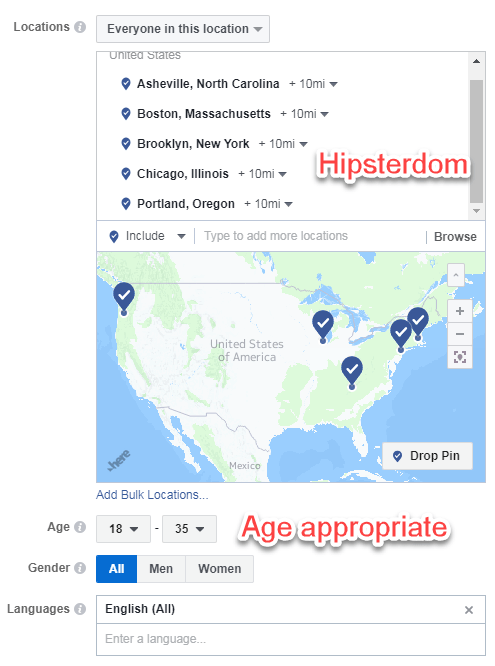 Locations Everyone in this location
United States
Asheville, North Carolina + 10mi
Boston, Massachusetts + 10mi
Brooklyn, New York + 10mi
Chicago, Illinois + 10mi
Hipsterdom
Portland, Oregon + 10mi
Include Type to add more locations Browse
United States
of America
Mexico
here
Drop Pin
Add Bulk Locations...
Age 18 - 35 Age appropriate
Gender All Men Women
Languages English (All)
Enter a language...